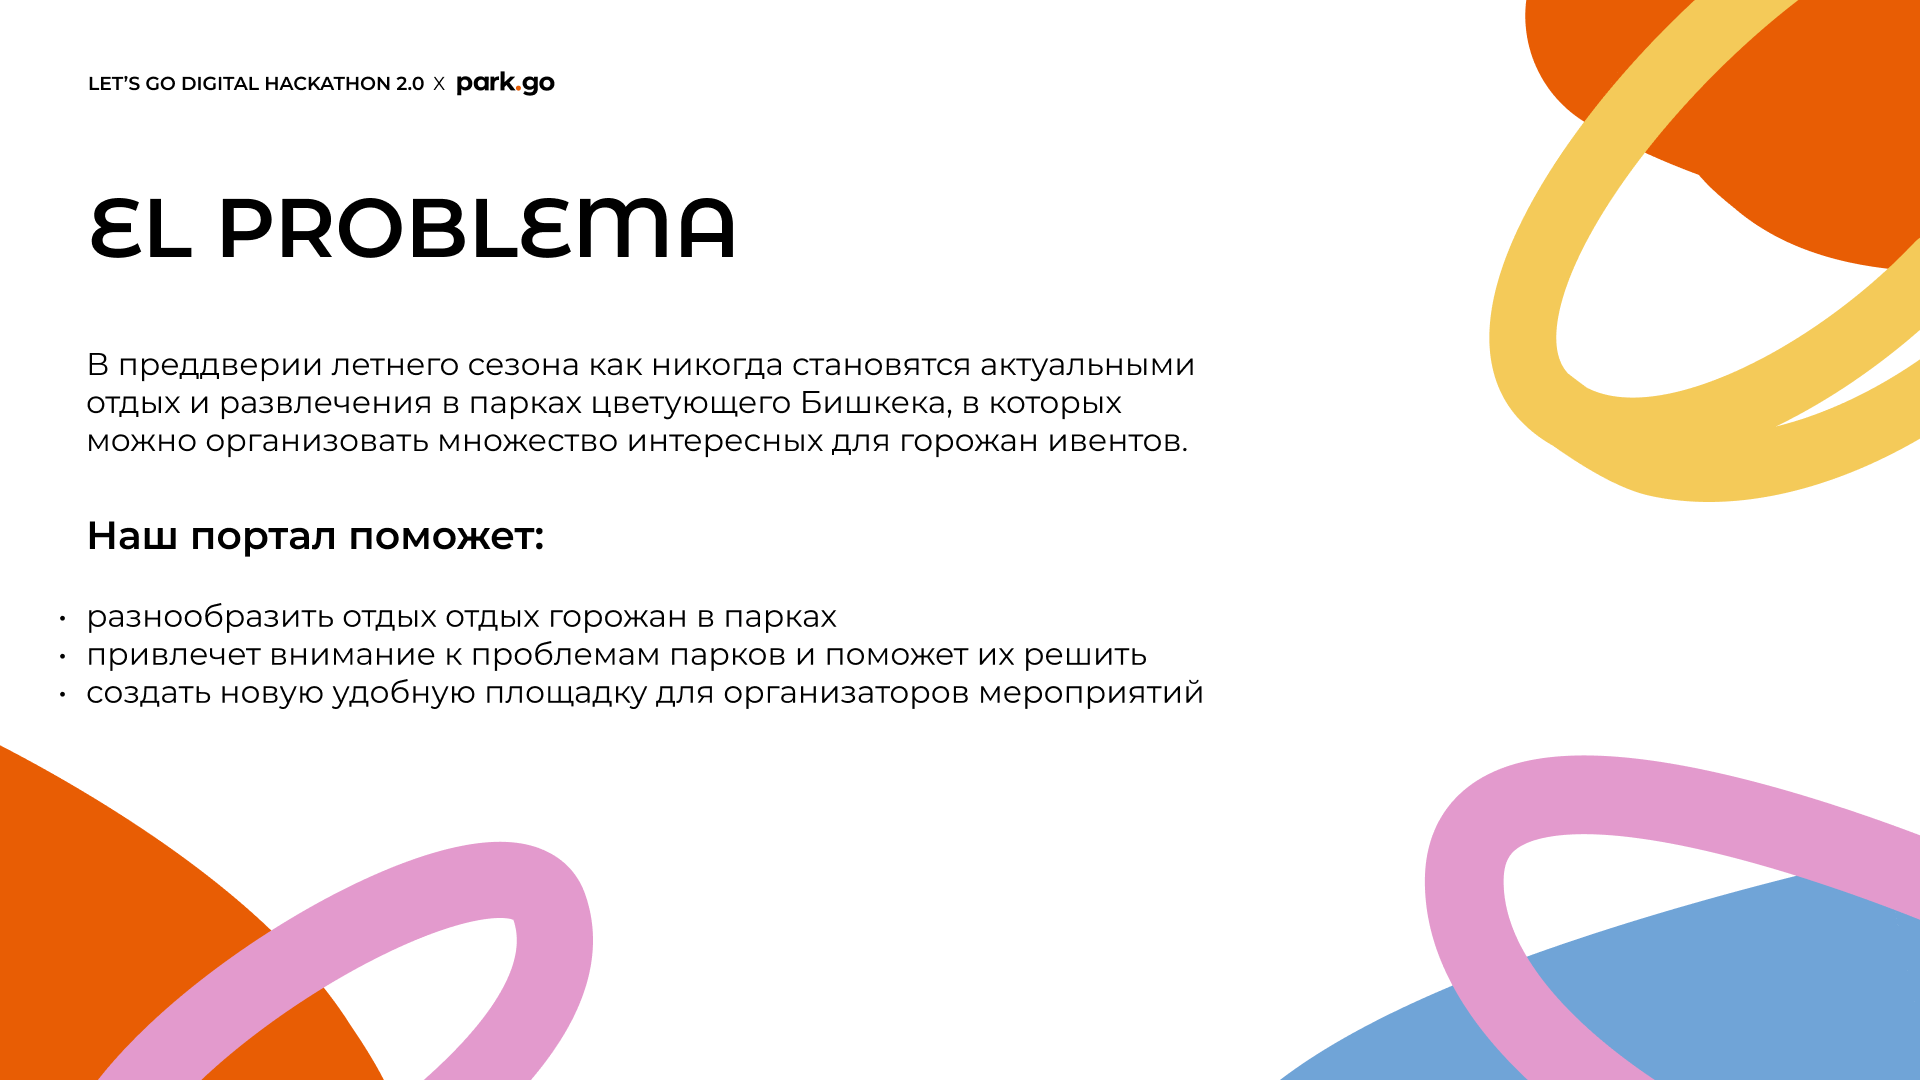 LET’S GO DIGITAL HACKATHON 2.0 X park.go
EL PROBLEMA
В преддверии летнего сезона как никогда становятся актуальными
отдых и развлечения в парках цветующего Бишкека, в которых
можно организовать множество интересных для горожан ивентов.
Наш портал поможет:
• разнообразить отдых отдых горожан в парках
• привлечет внимание к проблемам парков и поможет их решить
• создать новую удобную площадку для организаторов мероприятий